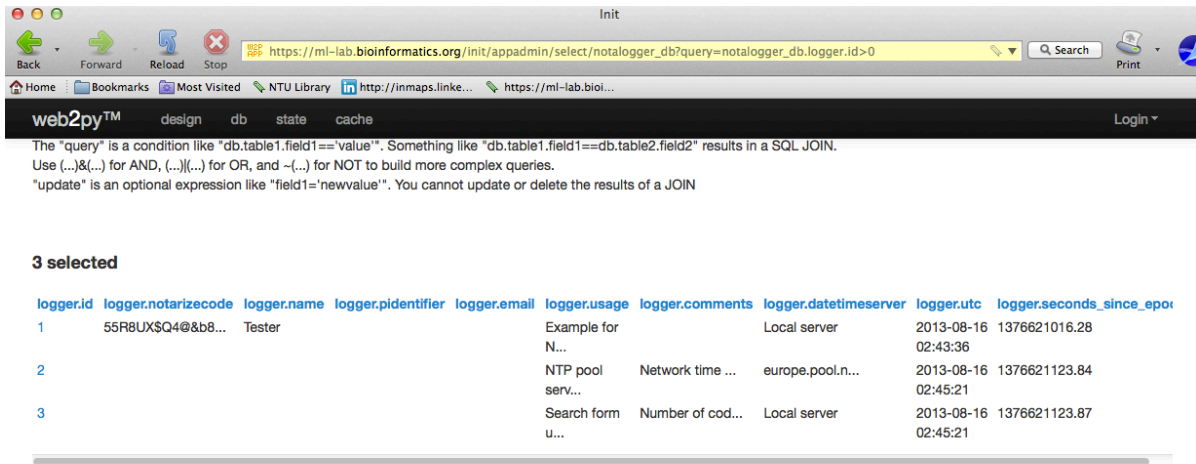 Init
Back Forward Reload Stop
W2P APP https://ml-lab.bioinformatics.org/init/appadmin/select/notalogger_db?query=notalogger_db.logger.id>0 Search Print
Home Bookmarks Most Visited NTU Library in http://inmaps.linke... https://ml-lab.bioi...
web2py™ design db state cache Login
The "query" is a condition like "db.table1.field1=='value'". Something like "db.table1.field1==db.table2.field2" results in a SQL JOIN.
Use (...)&(...) for AND, (...)|(...) for OR, and ~(...) for NOT to build more complex queries.
"update" is an optional expression like "field1='newvalue'". You cannot update or delete the results of a JOIN
3 selected
logger.id logger.notarizecode logger.name logger.pidentifier logger.email logger.usage logger.comments logger.datetimeserver logger.utc logger.seconds_since_epoc
1 55R8UX$Q4@&b8... Tester Example for Local server 2013-08-16 1376621016.28
N... 02:43:36
2 NTP pool Network time ... europe.pool.n... 2013-08-16 1376621123.84
serv... 02:45:21
3 Search form Number of cod... Local server 2013-08-16 1376621123.87
u... 02:45:21